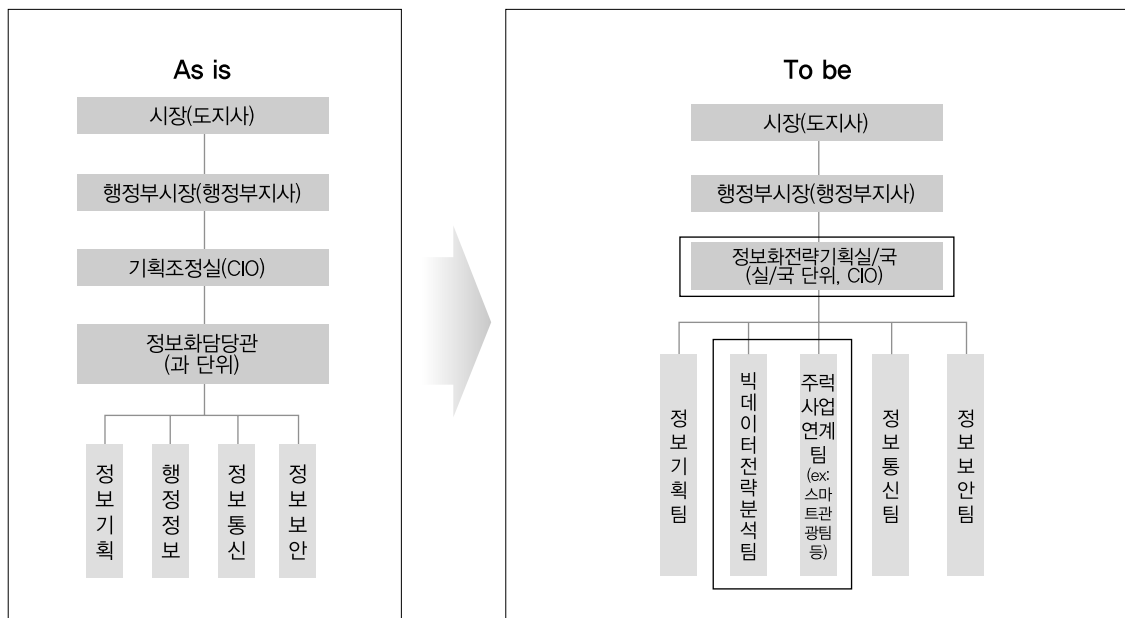 As is
시장(도지사)
행정부시장(행정부지사)
기획조정실(CIO)
정보화담당관
(과 단위)
정보기획
행정정보
정보통신
정보보안
To be
시장(도지사)
행정부시장(행정부지사)
정보화전략기획실/국
(실/국 단위, CIO)
정보기획팀
빅데이터전략분석팀
주럭
사업
연계
팀
(ex:
스마
트관
광팀
등)
정보통신팀
정보보안팀